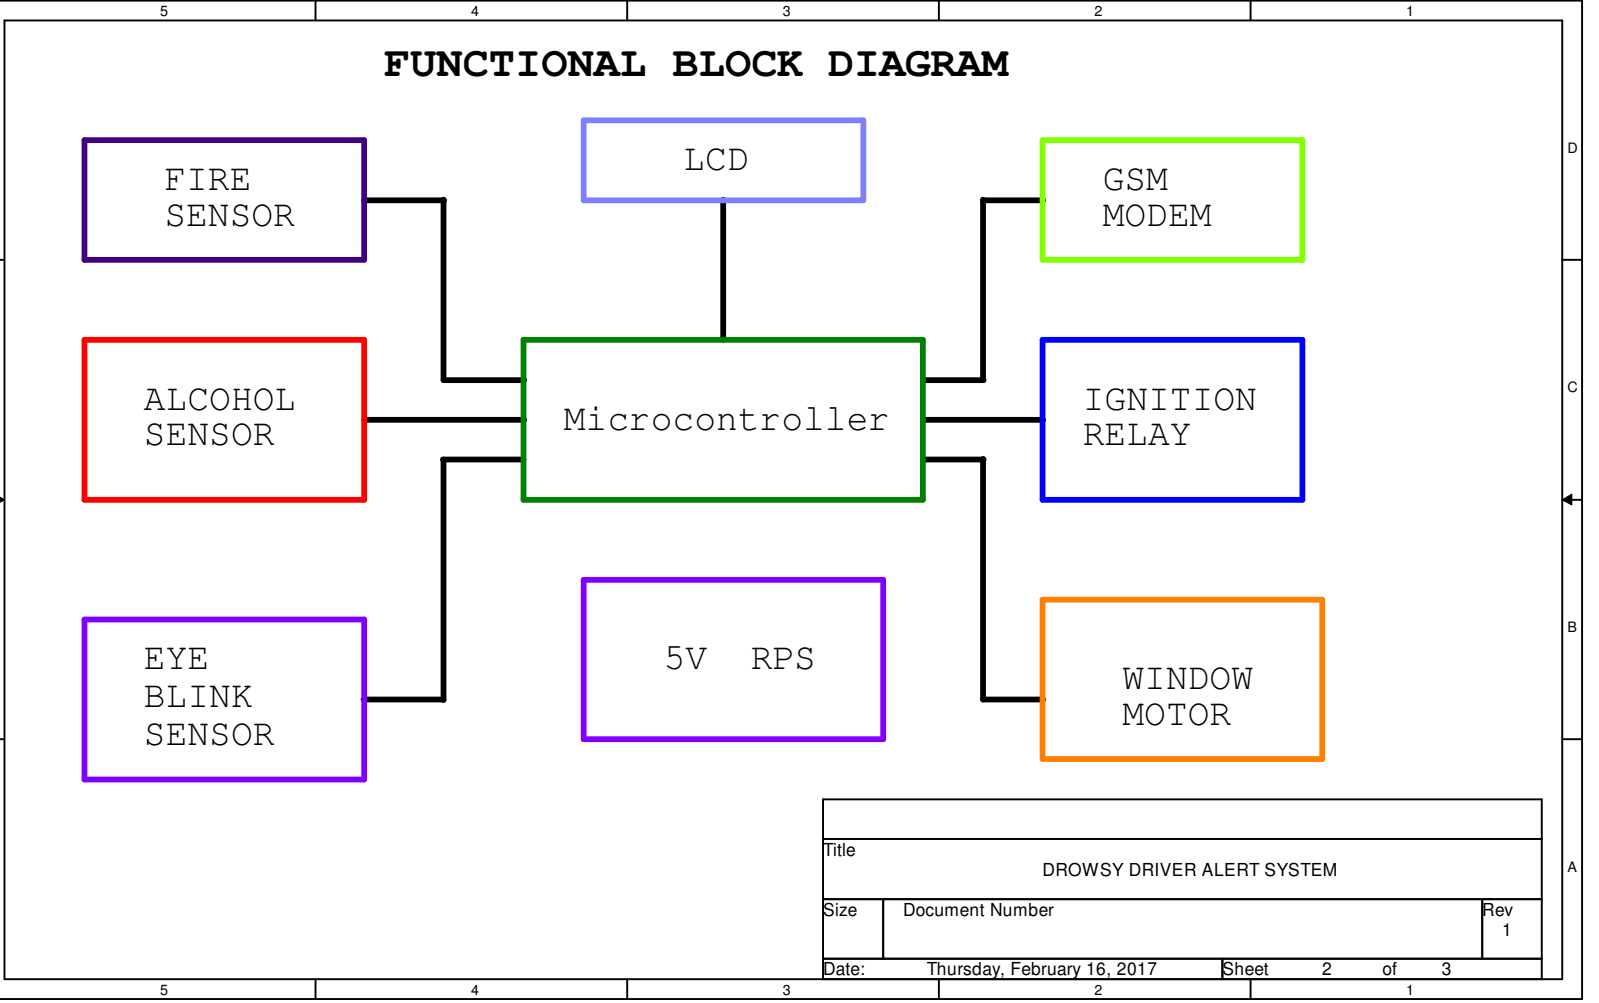 5 4 3 2 1
FUNCTIONAL BLOCK DIAGRAM
LCD
FIRE
SENSOR
GSM
MODEM
D
ALCOHOL
SENSOR
Microcontroller
IGNITION
RELAY
C
EYE
BLINK
SENSOR
5V RPS
WINDOW
MOTOR
B
Title
DROWSY DRIVER ALERT SYSTEM
A
Size Document Number Rev
1
Date: Thursday, February 16, 2017 Sheet 2 of 3
5 4 3 2 1